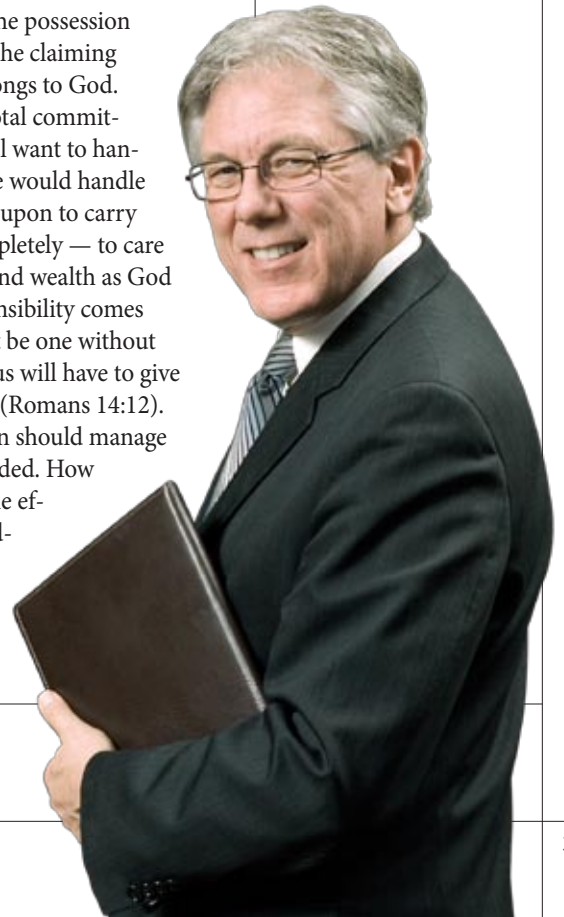 ne possession
he claiming
ongs to God.
otal commit-
l want to han-
e would handle
upon to carry
pletely — to care
nd wealth as God
nsibility comes
t be one without
us will have to give
(Romans 14:12).
n should manage
ded. How
e ef-
d-